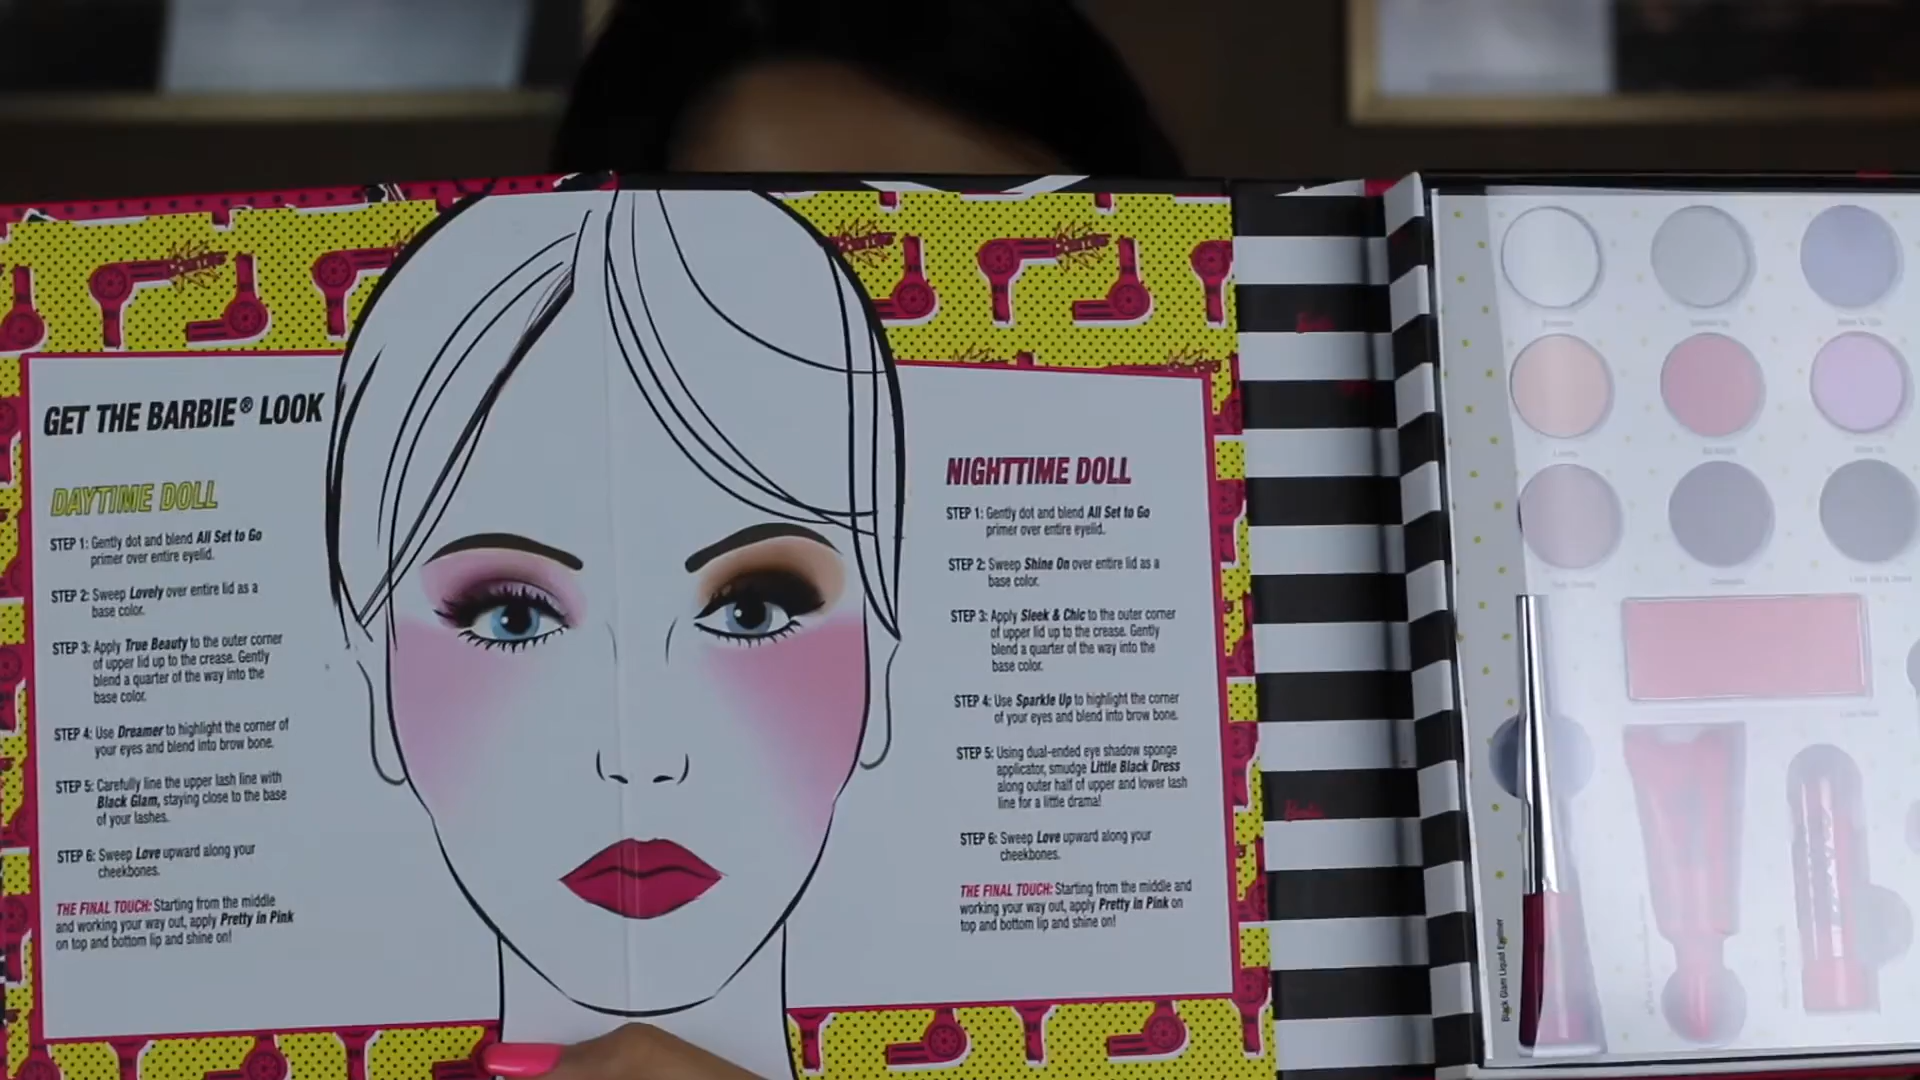 GET THE BARBIE® LOOK
DAYTIME DOLL
STEP 1: Gently dot and blend All Set to Go
primer over entire eyelid.
STEP 2: Sweep Lovely over entire lid as a
base color.
STEP 3: Apply True Beauty to the outer corner
of upper lid up to the crease. Gently
blend a quarter of the way into the
base color.
STEP 4: Use Dreamer to highlight the corner of
your eyes and blend into brow bone.
STEP 5: Carefully line the upper lash line with
Black Glam, staying close to the base
of your lashes.
STEP 6: Sweep Love upward along your
cheekbones.
THE FINAL TOUCH: Starting from the middle
and working your way out, apply Pretty in Pink
on top and bottom lip and shine on!
NIGHTTIME DOLL
STEP 1: Gently dot and blend All Set to Go
primer over entire eyelid.
STEP 2: Sweep Shine On over entire lid as a
base color.
STEP 3: Apply Sleek & Chic to the outer corner
of upper lid up to the crease. Gently
blend a quarter of the way into the
base color.
STEP 4: Use Sparkle Up to highlight the corner
of your eyes and blend into brow bone.
STEP 5: Using dual-ended eye shadow sponge
applicator, smudge Little Black Dress
along outer half of upper and lower lash
line for a little drama!
STEP 6: Sweep Love upward along your
cheekbones.
THE FINAL TOUCH: Starting from the middle and
working your way out, apply Pretty in Pink on
top and bottom lip and shine on!
Black Glam Liquid Eyeliner